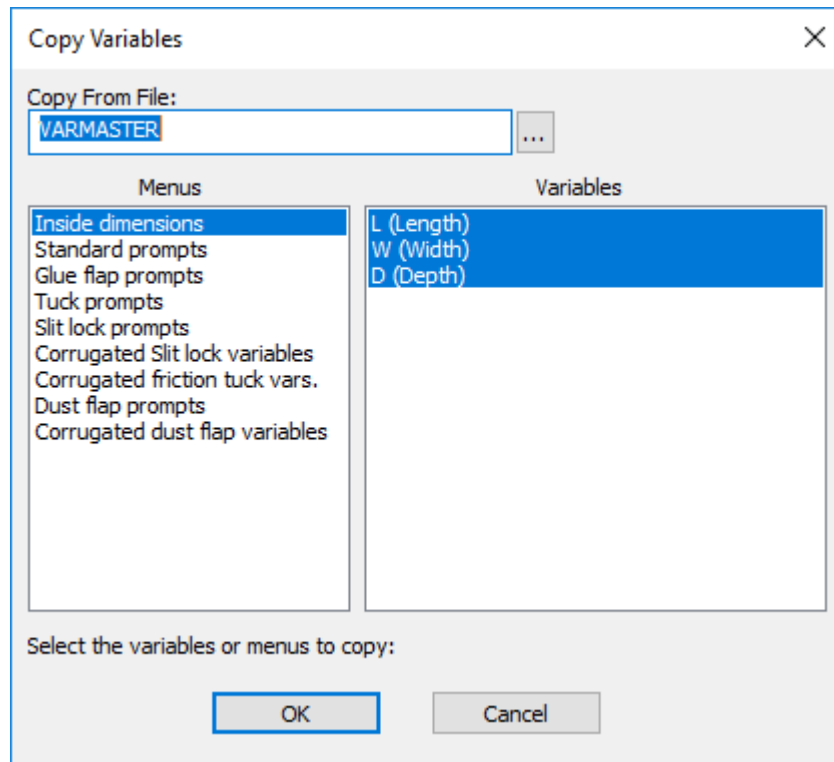 Copy Variables
Copy From File:
VARMASTER
...
Menus
Variables
Inside dimensions
Standard prompts
Glue flap prompts
Tuck prompts
Slit lock prompts
Corrugated Slit lock variables
Corrugated friction tuck vars.
Dust flap prompts
Corrugated dust flap variables
L (Length)
W (Width)
D (Depth)
Select the variables or menus to copy:
OK
Cancel